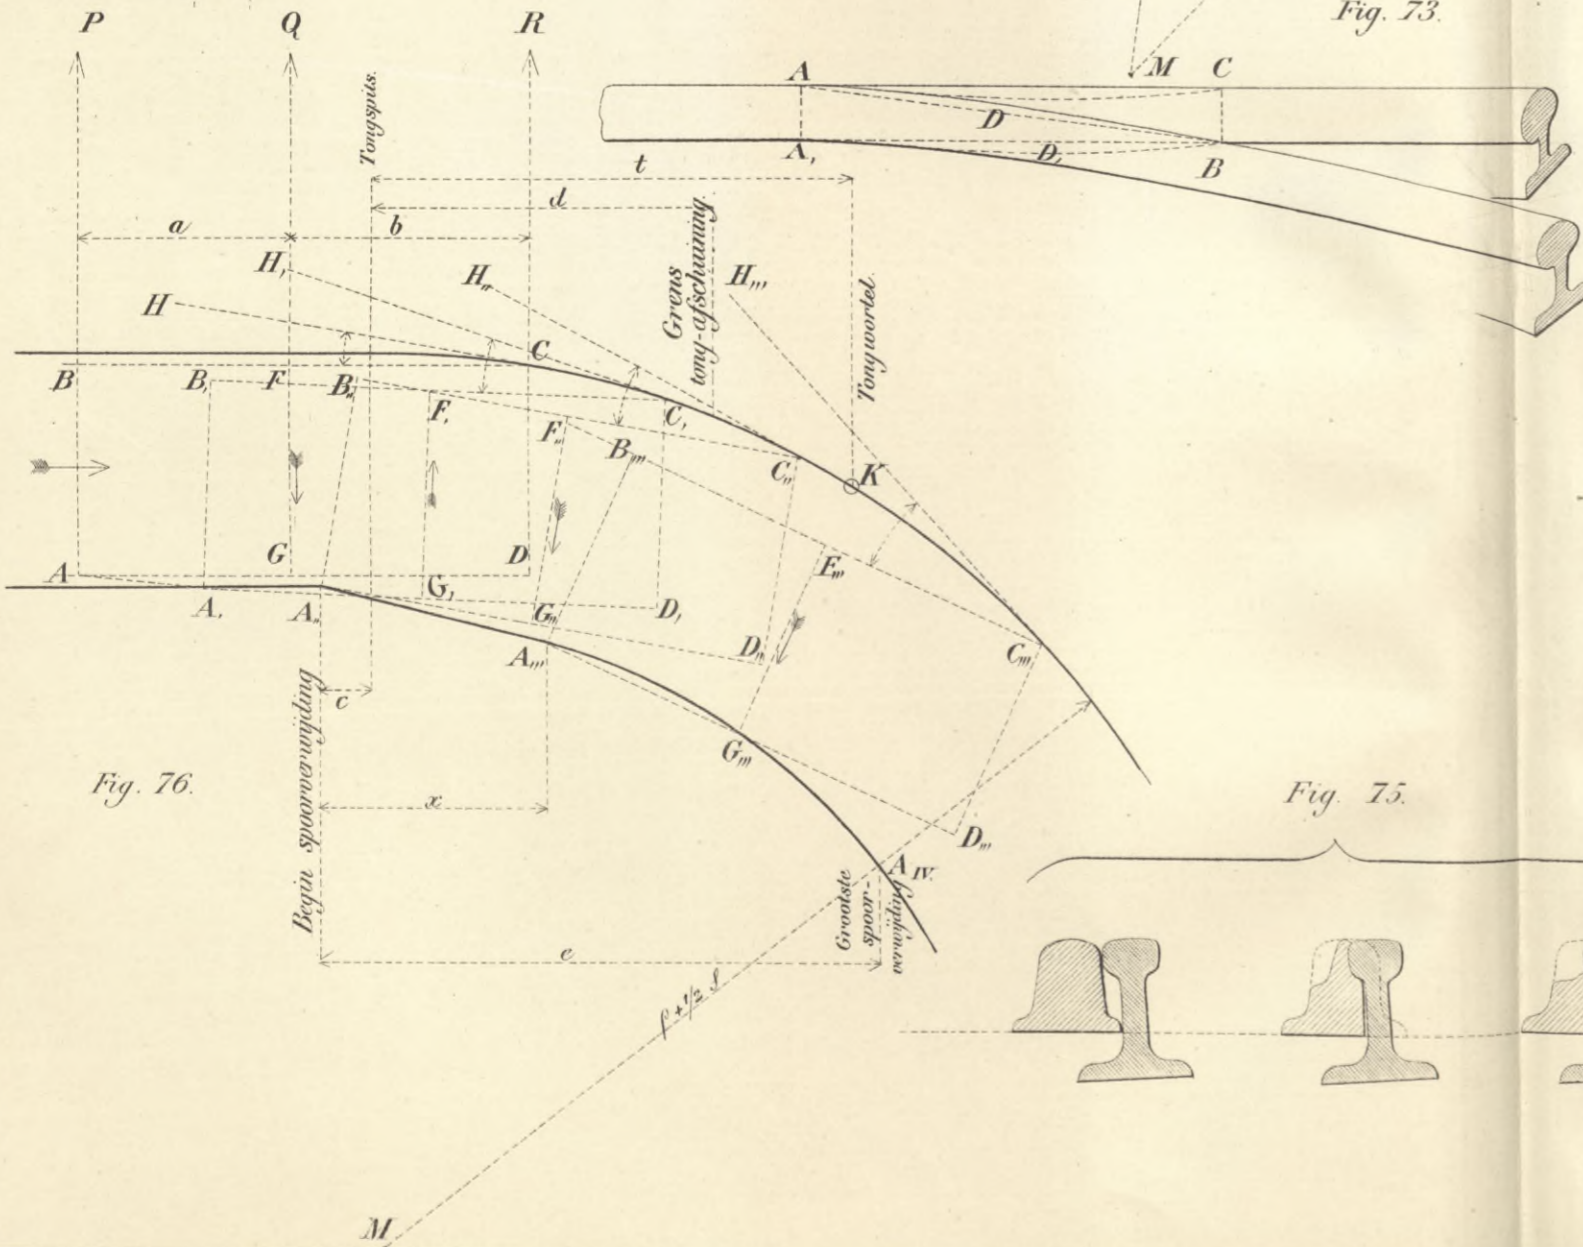 P
Q
R
Fig. 73.
M
C
A
D
A,
D,
B
Tongspits.
t
d
a
b
H,
H,,
H,,,
H
Grens
tong-afschuining.
Tongwortel.
C
B
B,
F
B,,
F,
C,
F,,
B,,,
C,,
K
G
D
A
A,
A,,
G,
G,,
D,
D,,
A,,,
C,,,
c
Begin spoorverwijding
G,,,
Fig. 76.
x
Fig. 75.
D,,,
A IV.
Grootste
spoor-
verwijding
e
ρ + 1/2 S
M